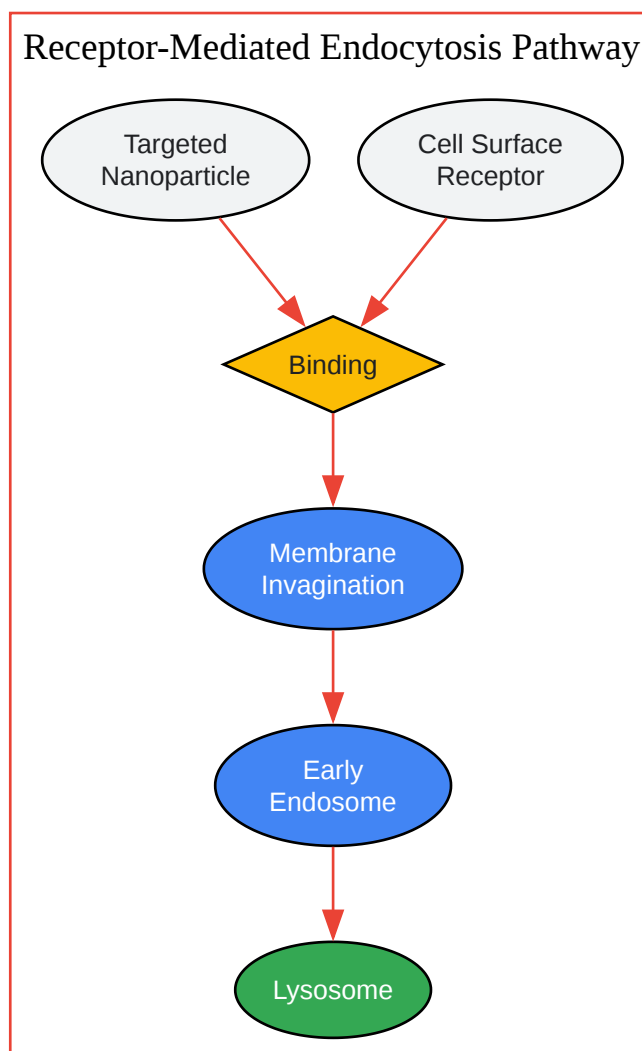 Receptor-Mediated Endocytosis Pathway
Targeted
Nanoparticle
Cell Surface
Receptor
Binding
Membrane
Invagination
Early
Endosome
Lysosome